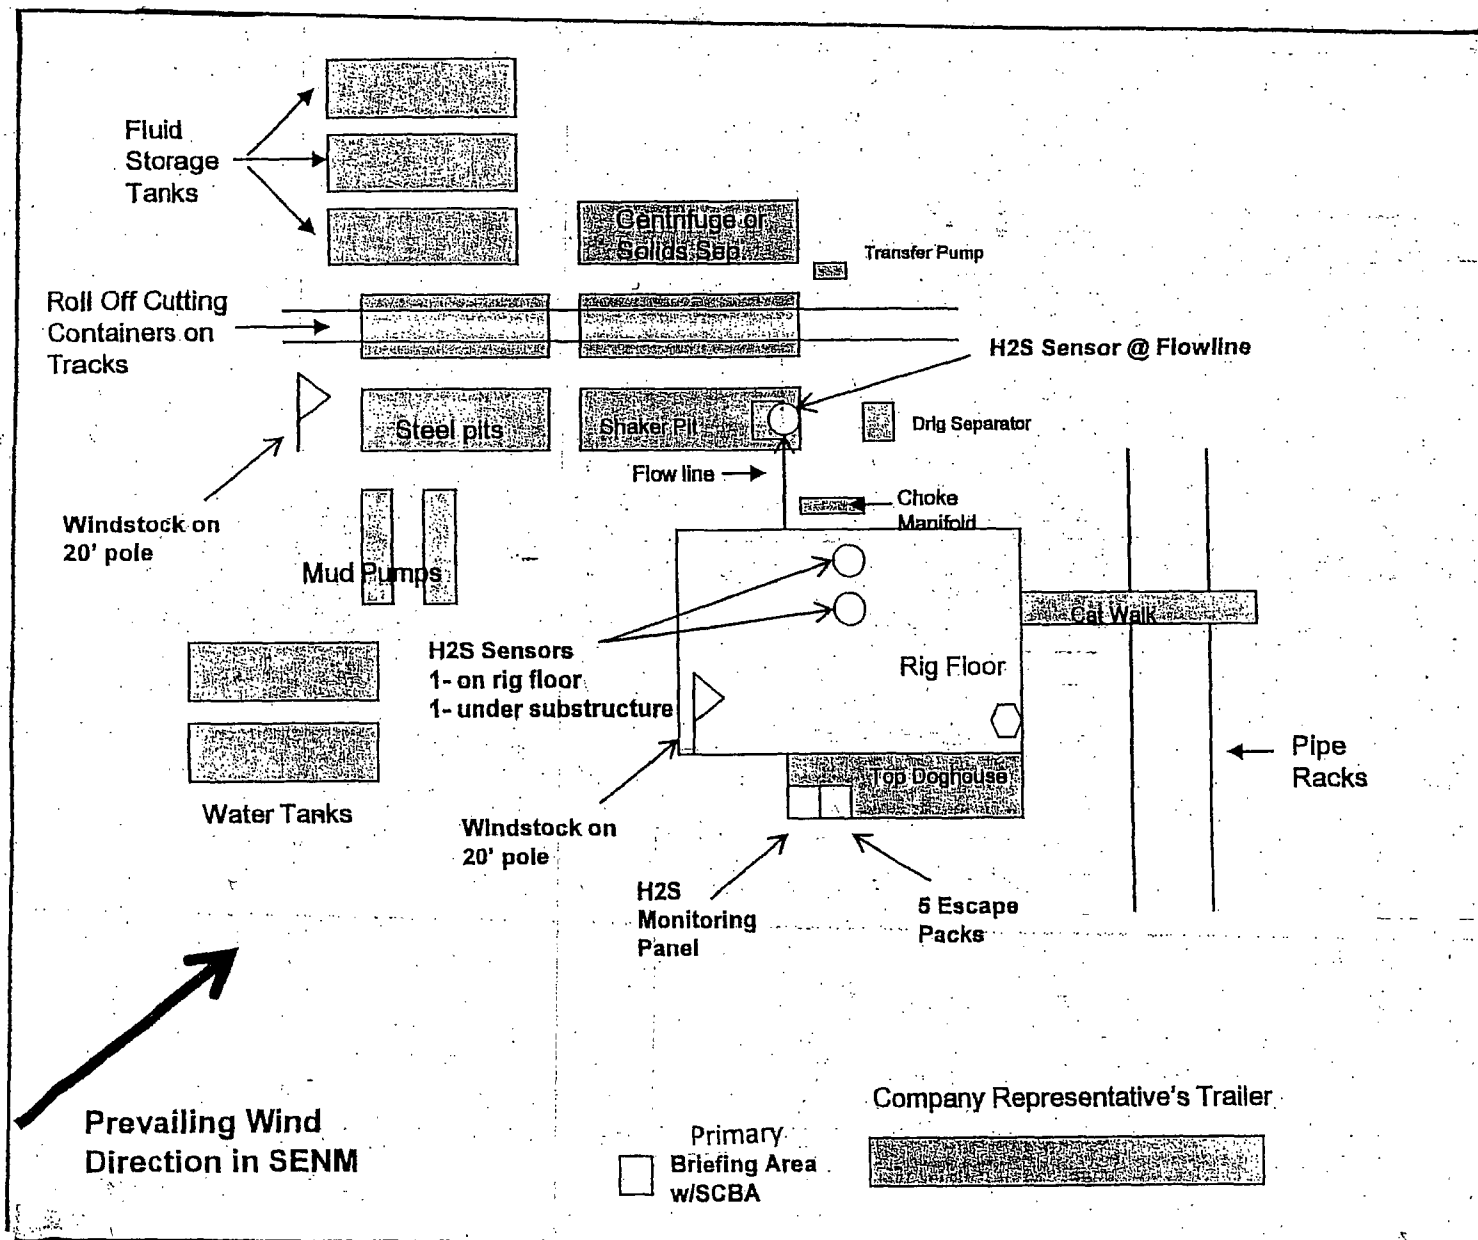 Fluid
Storage
Tanks
Centrifuge or
Solids Sep.
Transfer Pump
Roll Off Cutting
Containers on
Tracks
H2S Sensor @ Flowline
Steel pits
Shaker Pit
Drlg Separator
Flow line
Choke
Manifold
Windstock on
20' pole
Mud Pumps
Cat Walk
H2S Sensors
1- on rig floor
1- under substructure
Rig Floor
Pipe
Racks
Top Doghouse
Water Tanks
Windstock on
20' pole
H2S
Monitoring
Panel
5 Escape
Packs
Prevailing Wind
Direction in SENM
Company Representative's Trailer
Primary
Briefing Area
w/SCBA